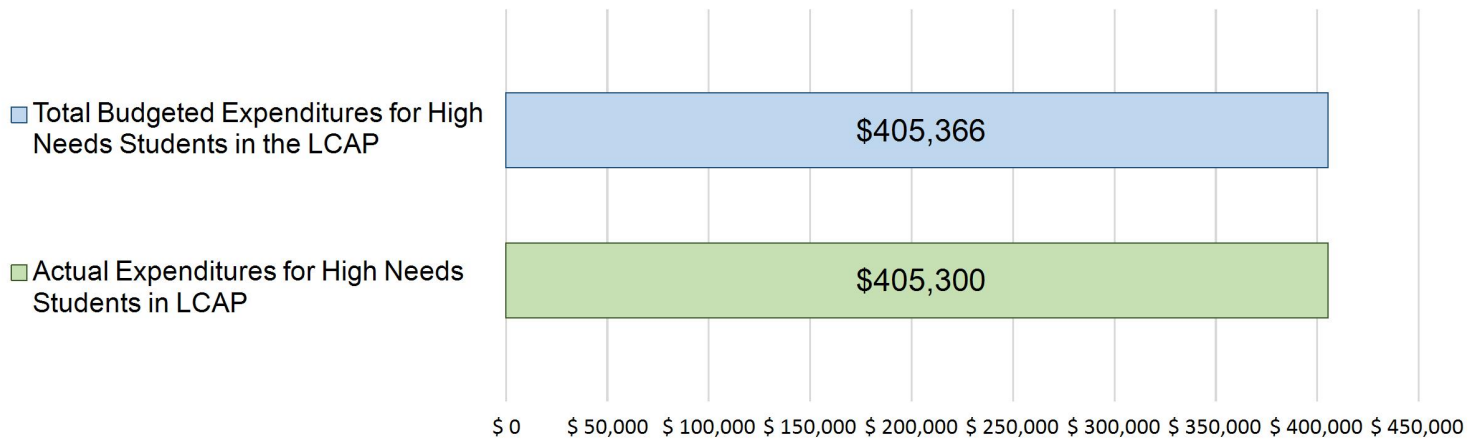 Total Budgeted Expenditures for High
Needs Students in the LCAP
$405,366
Actual Expenditures for High Needs
Students in LCAP
$405,300
$ 0 $ 50,000 $ 100,000 $ 150,000 $ 200,000 $ 250,000 $ 300,000 $ 350,000 $ 400,000 $ 450,000